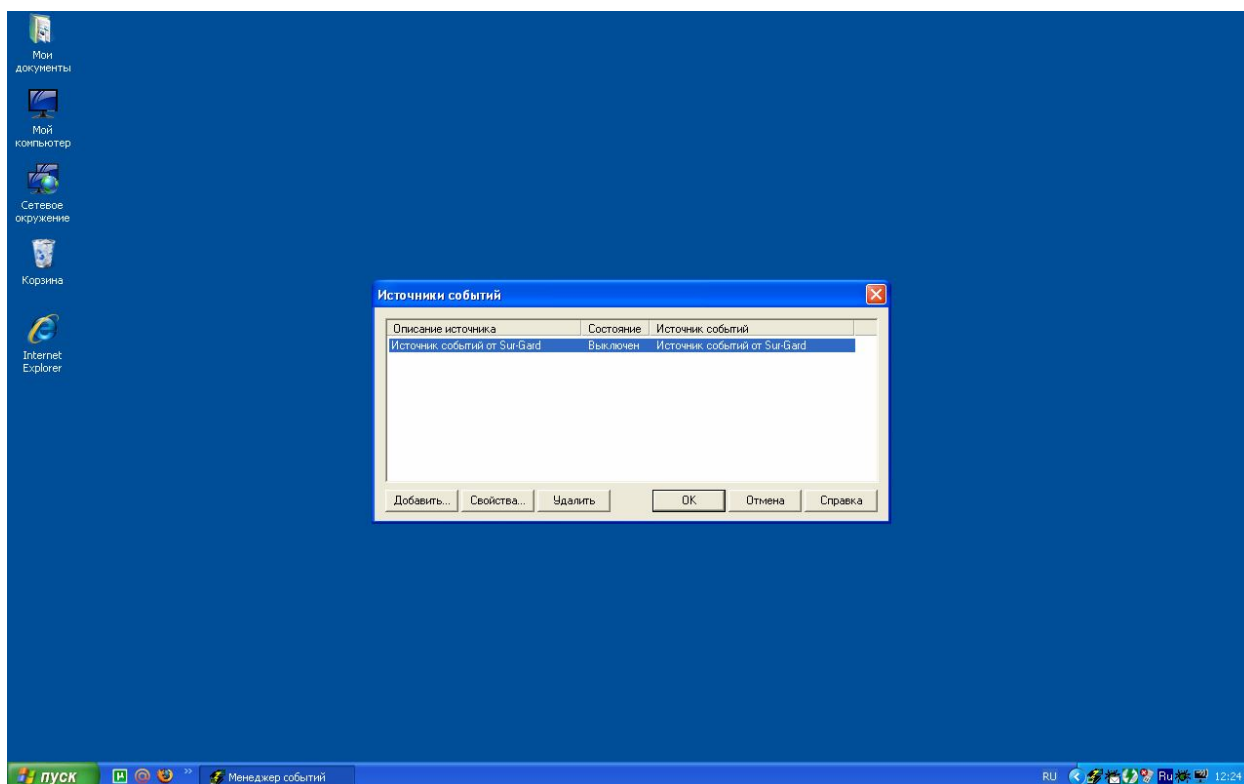 Мои
документы
Мой
компьютер
Сетевое
окружение
Корзина
Internet
Explorer
Источники событий
Описание источника Состояние Источник событий
Источник событий от Sur-Gard Выключен Источник событий от Sur-Gard
Добавить... Свойства... Удалить OK Отмена Справка
пуск Менеджер событий RU Ru 12:24